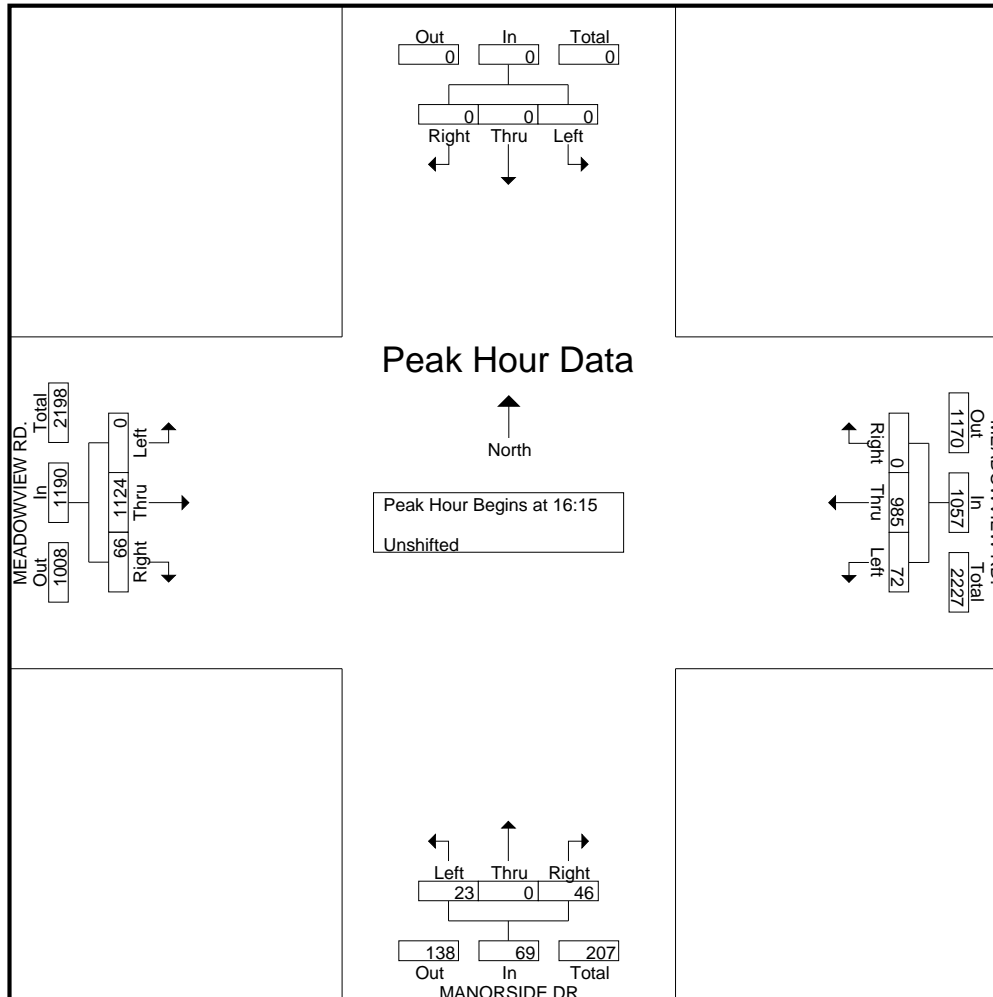 Out In Total
0 0 0
0 0 0
Right Thru Left
Peak Hour Data
North
Peak Hour Begins at 16:15
Unshifted
MEADOWVIEW RD.
Out In Total
1008 1190 2198
66 1124 0
Right Thru Left
Right Thru Left
0 985 72
1170 1057 2227
Out In Total
Left Thru Right
23 0 46
138 69 207
Out In Total
MANORSIDE DR